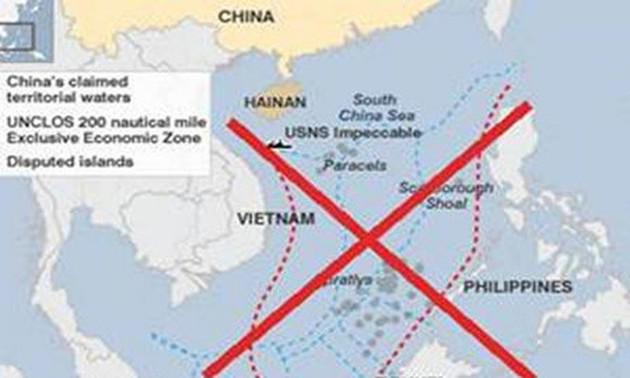 CHINA
China's claimed
territorial waters
UNCLOS 200 nautical mile
Exclusive Economic Zone
Disputed islands
HAINAN
South
China Sea
USNS Impeccable
Paracels
Scarborough
Shoal
VIETNAM
Spratlys
PHILIPPINES